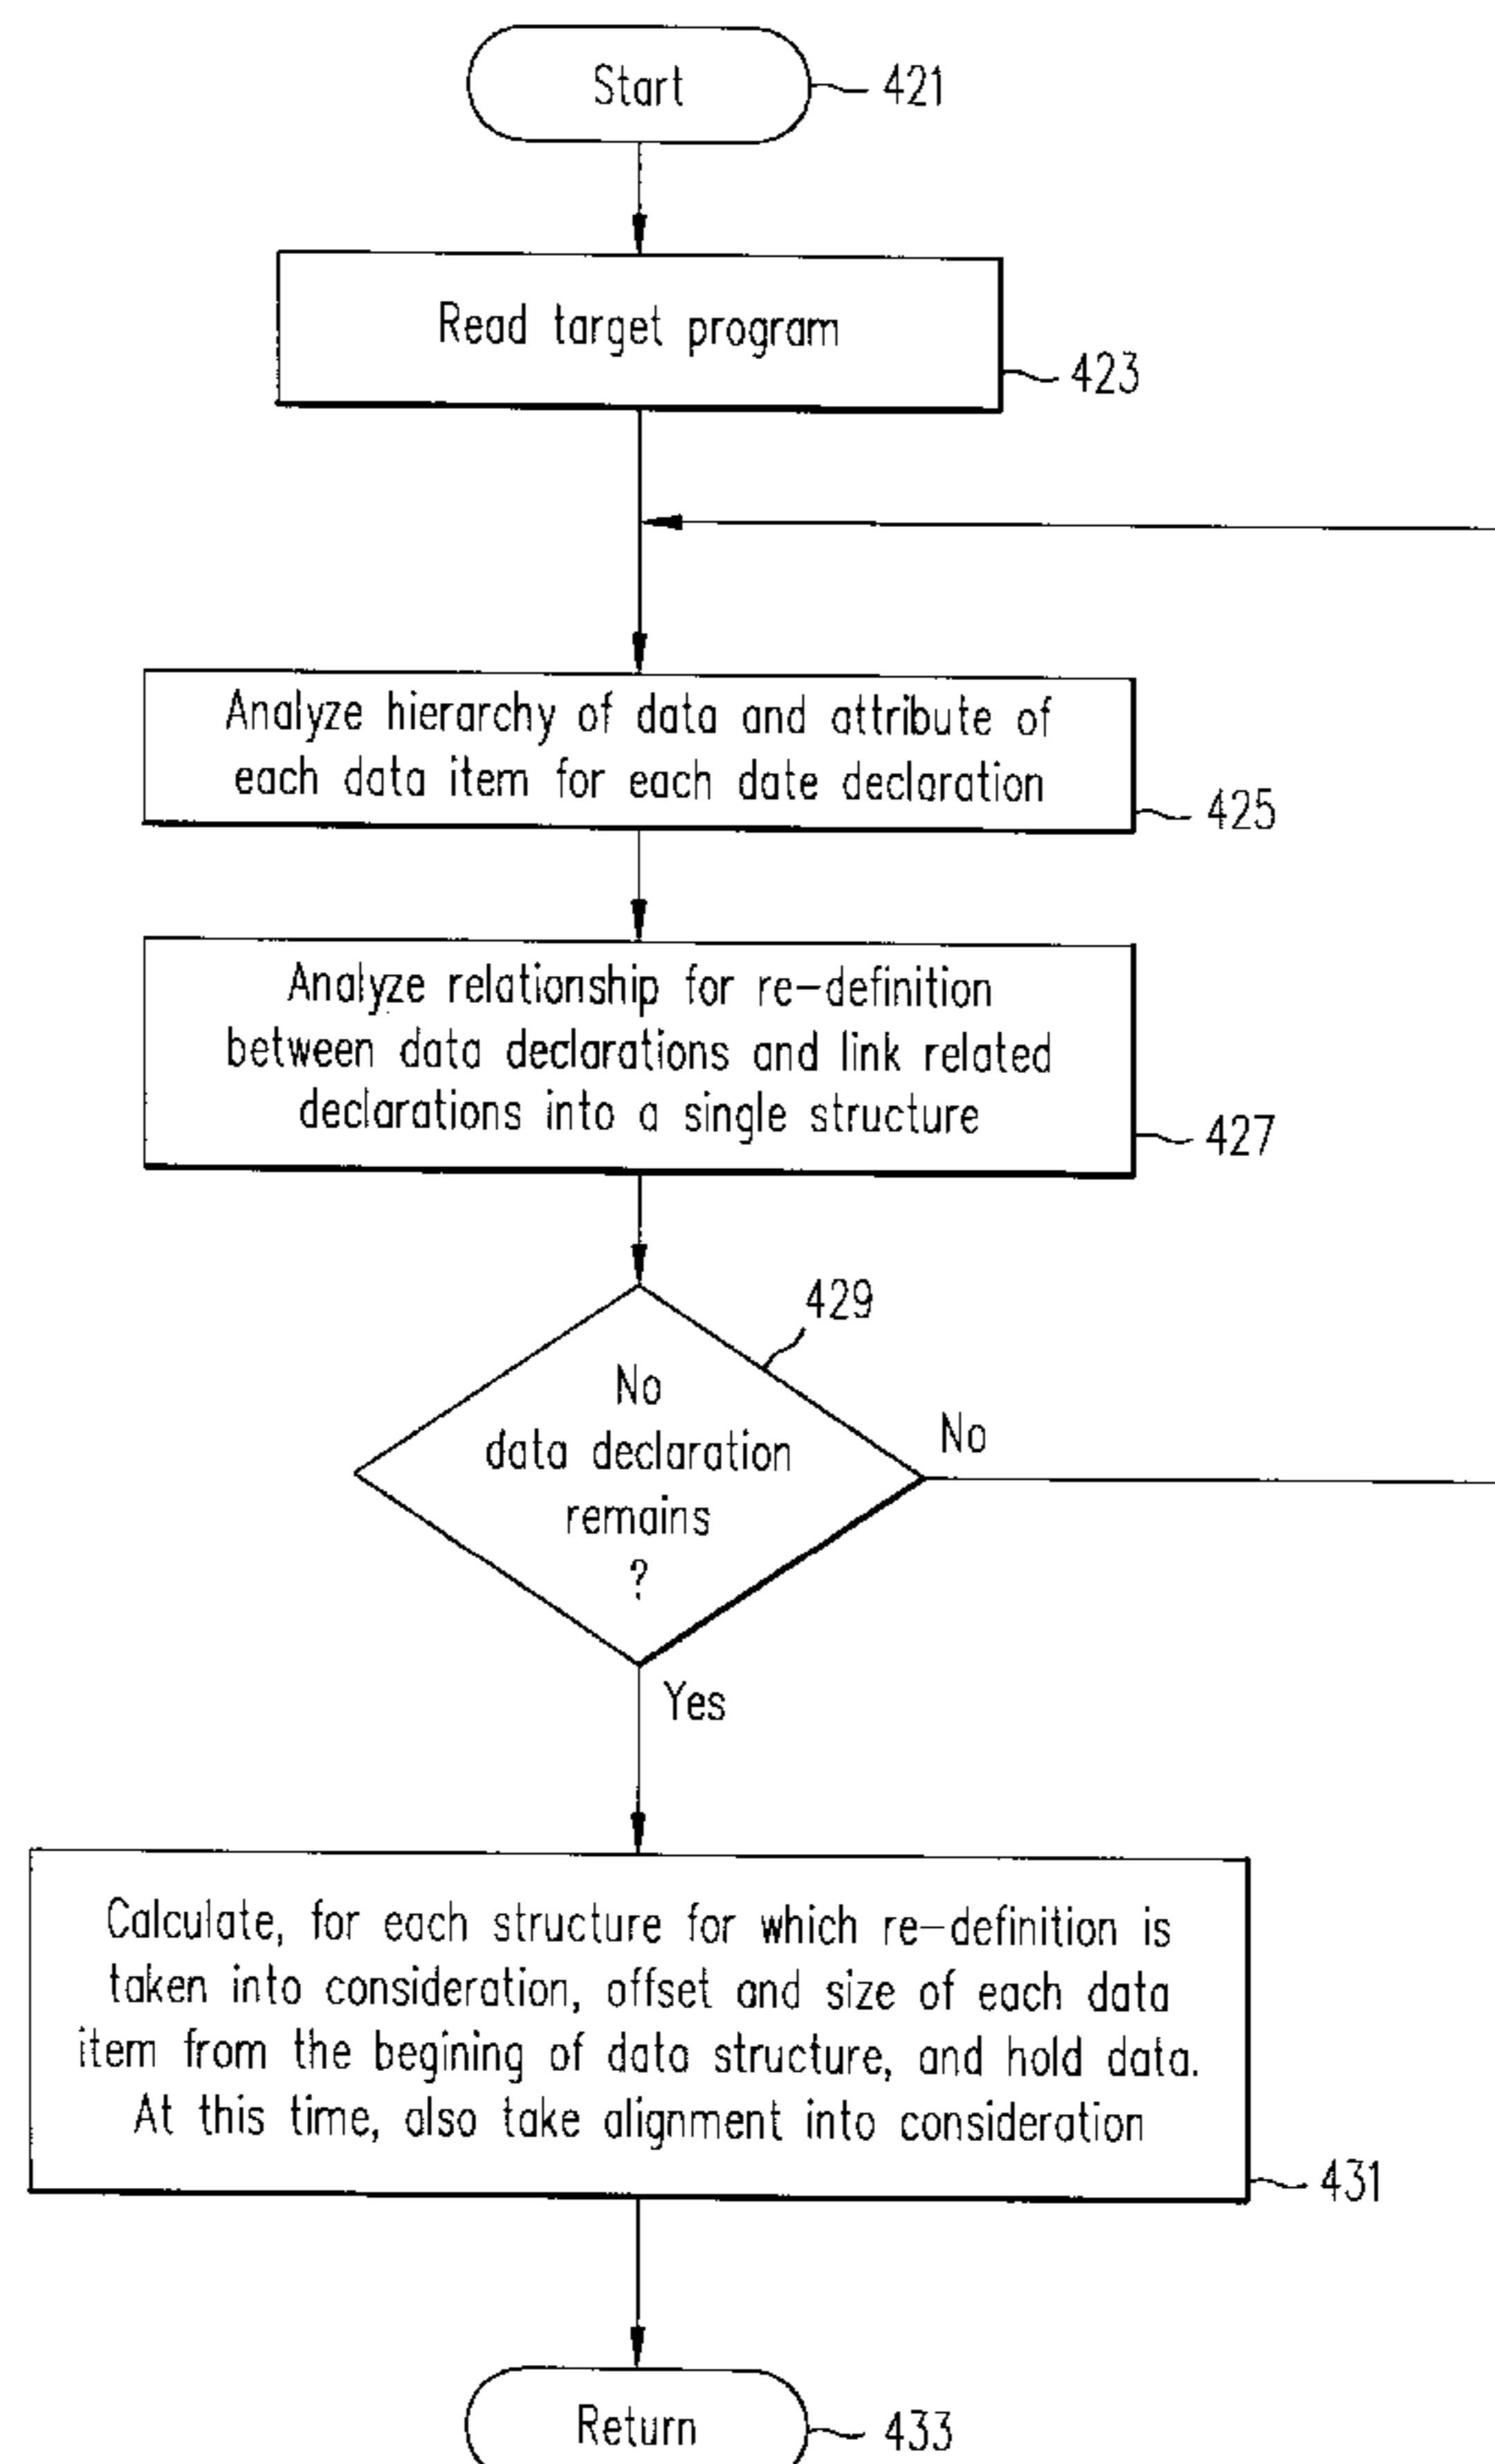 Start
421
Read target program
423
Analyze hierarchy of data and attribute of
each data item for each date declaration
425
Analyze relationship for re-definition
between data declarations and link related
declarations into a single structure
427
429
No
data declaration
remains
?
No
Yes
Calculate, for each structure for which re-definition is
taken into consideration, offset and size of each data
item from the begining of data structure, and hold data.
At this time, also take alignment into consideration
431
Return
433